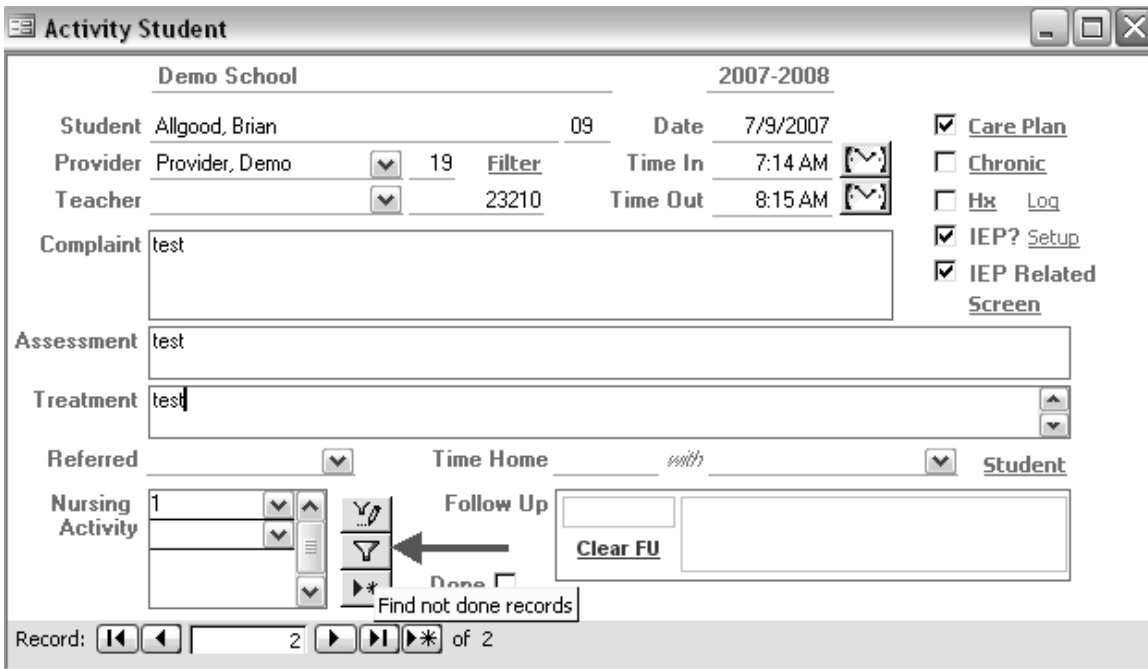 Activity Student
Demo School 2007-2008
Student Allgood, Brian 09 Date 7/9/2007 Care Plan
Provider Provider, Demo 19 Filter Time In 7:14 AM Chronic
Teacher 23210 Time Out 8:15 AM Hx Log
Complaint test IEP? Setup
IEP Related
Screen
Assessment test
Treatment test
Referred Time Home with Student
Nursing 1 Follow Up
Activity
Clear FU
Done
Find not done records
Record: 2 of 2